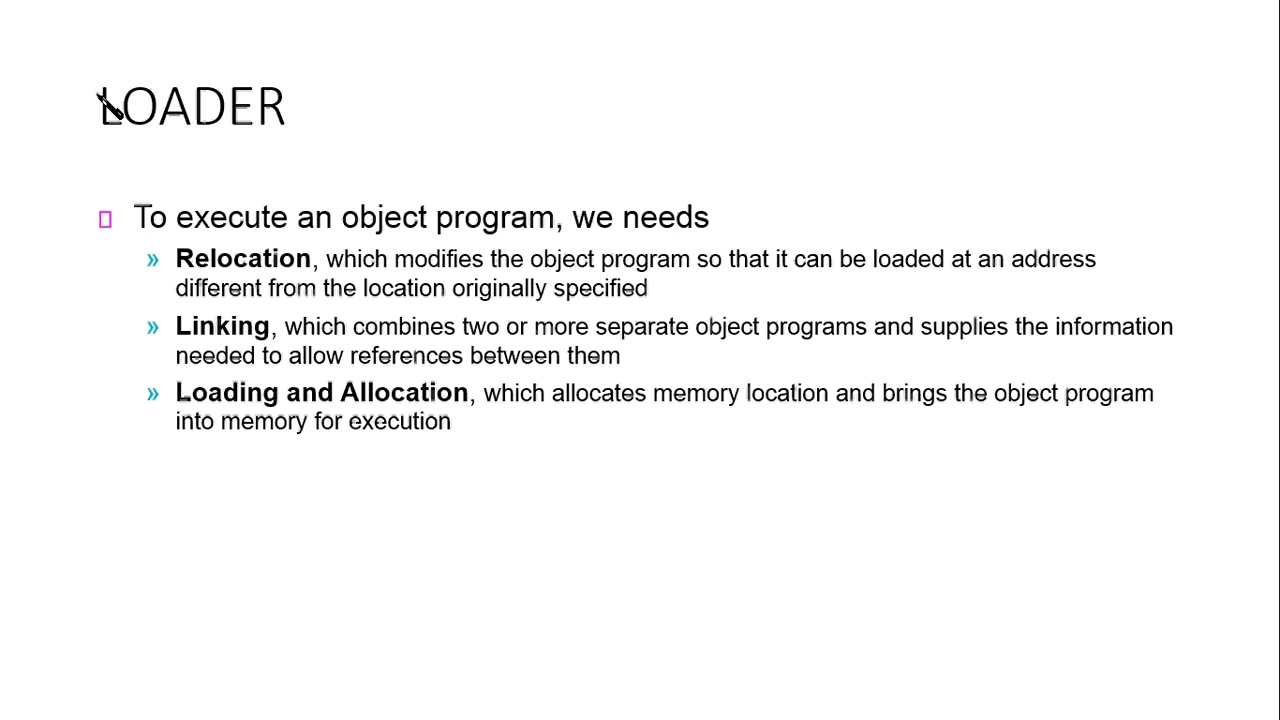 LOADER
To execute an object program, we needs
» Relocation, which modifies the object program so that it can be loaded at an address
different from the location originally specified
» Linking, which combines two or more separate object programs and supplies the information
needed to allow references between them
» Loading and Allocation, which allocates memory location and brings the object program
into memory for execution